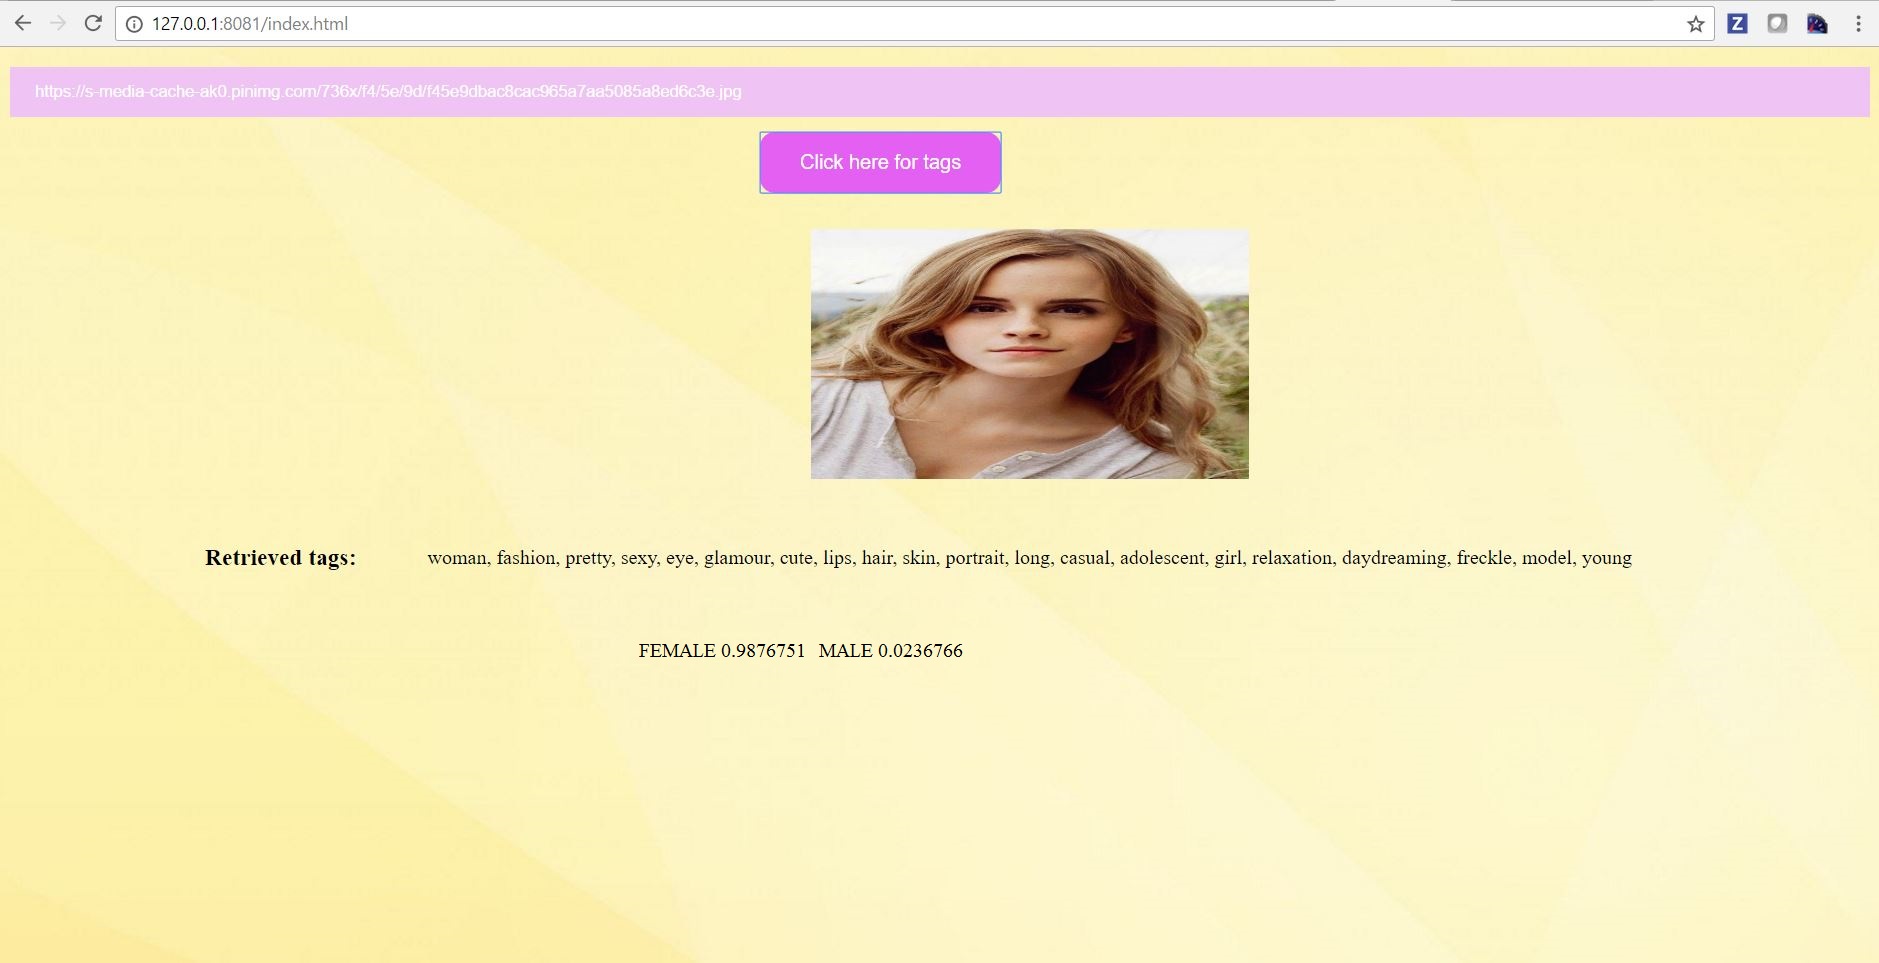 127.0.0.1:8081/index.html
Z
https://s-media-cache-ak0.pinimg.com/736x/f4/5e/9d/f45e9dbac8cac965a7aa5085a8ed6c3e.jpg
Click here for tags
Retrieved tags: woman, fashion, pretty, sexy, eye, glamour, cute, lips, hair, skin, portrait, long, casual, adolescent, girl, relaxation, daydreaming, freckle, model, young
FEMALE 0.9876751 MALE 0.0236766